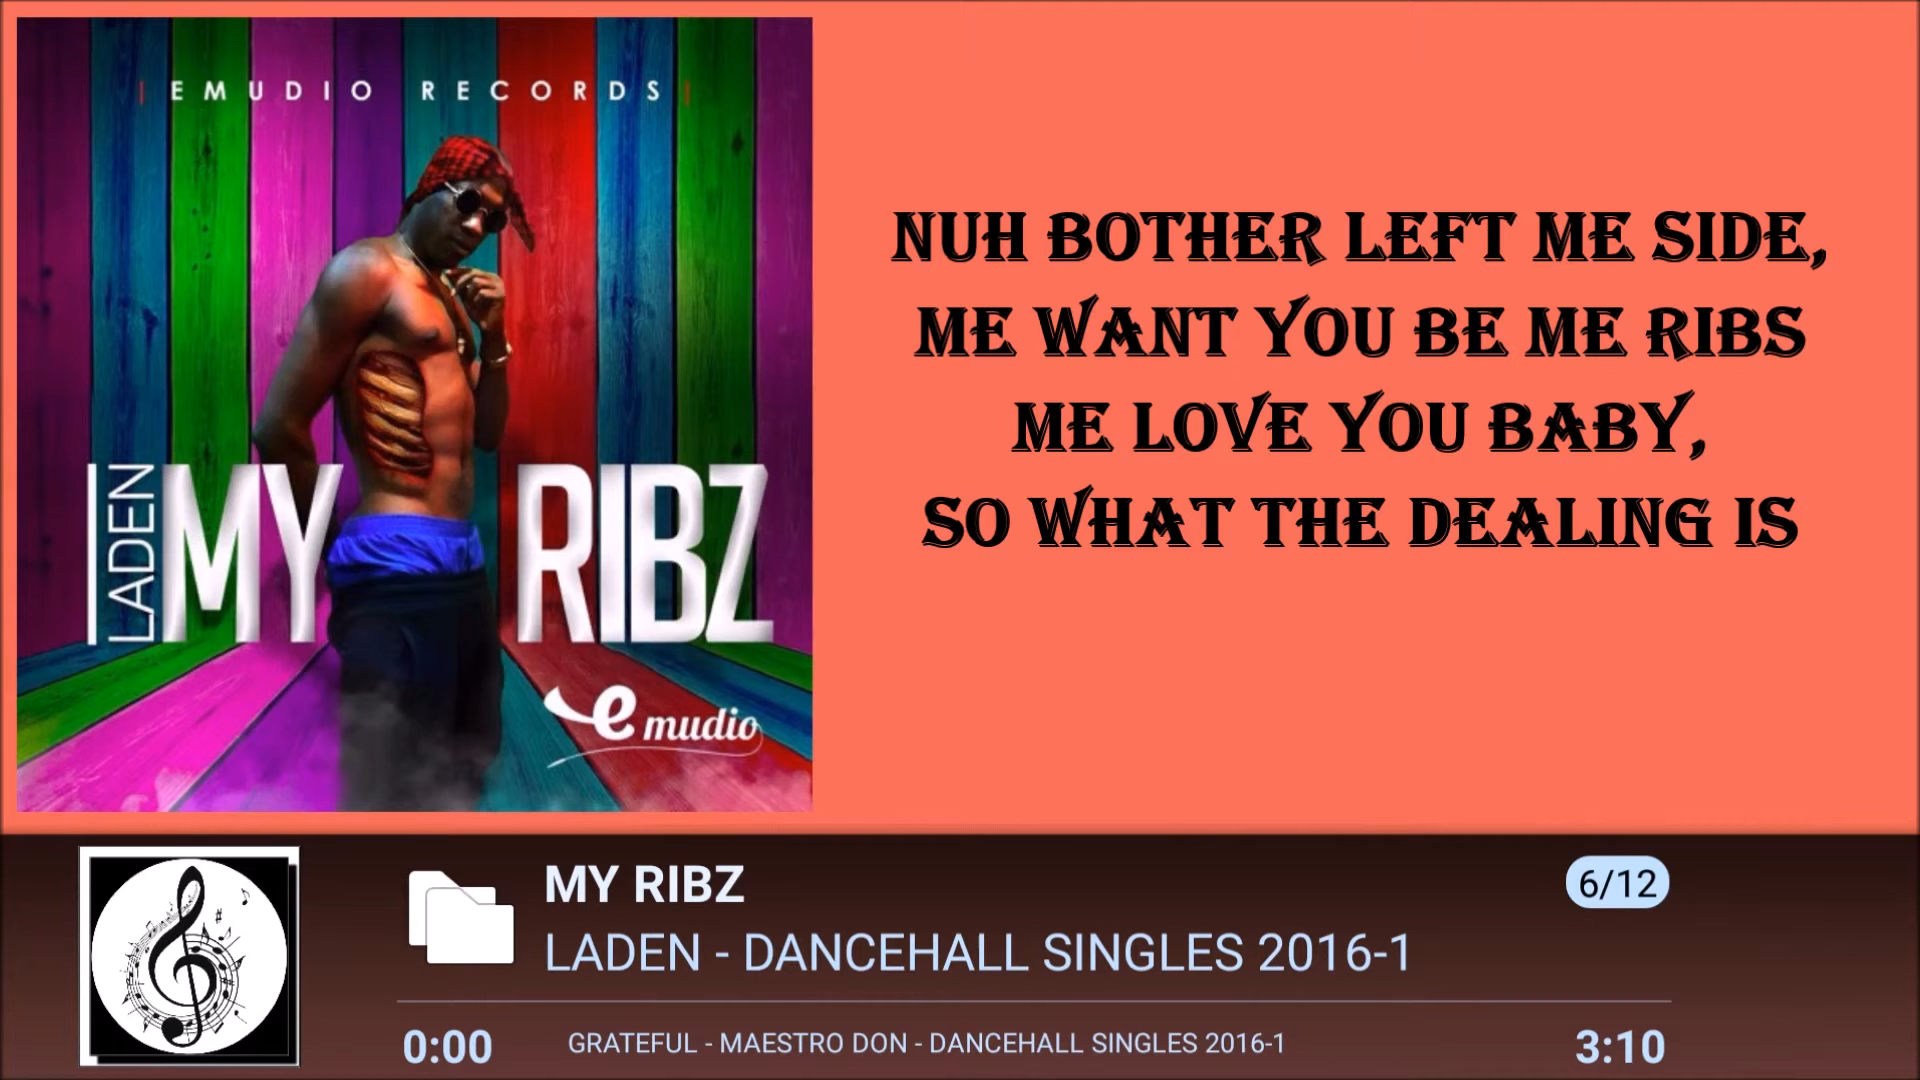 EMUDIO RECORDS
LADEN
MY RIBZ
e mudio
NUH BOTHER LEFT ME SIDE,
ME WANT YOU BE ME RIBS
ME LOVE YOU BABY,
SO WHAT THE DEALING IS
MY RIBZ
6/12
LADEN - DANCEHALL SINGLES 2016-1
0:00
GRATEFUL - MAESTRO DON - DANCEHALL SINGLES 2016-1
3:10